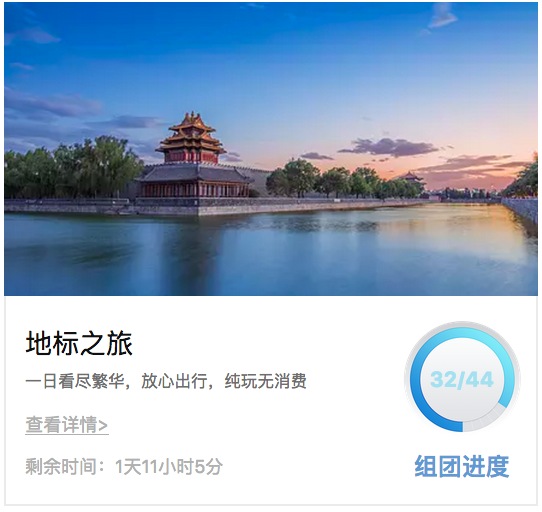 地标之旅
一日看尽繁华，放心出行，纯玩无消费
查看详情>
剩余时间：1天11小时5分
32/44
组团进度